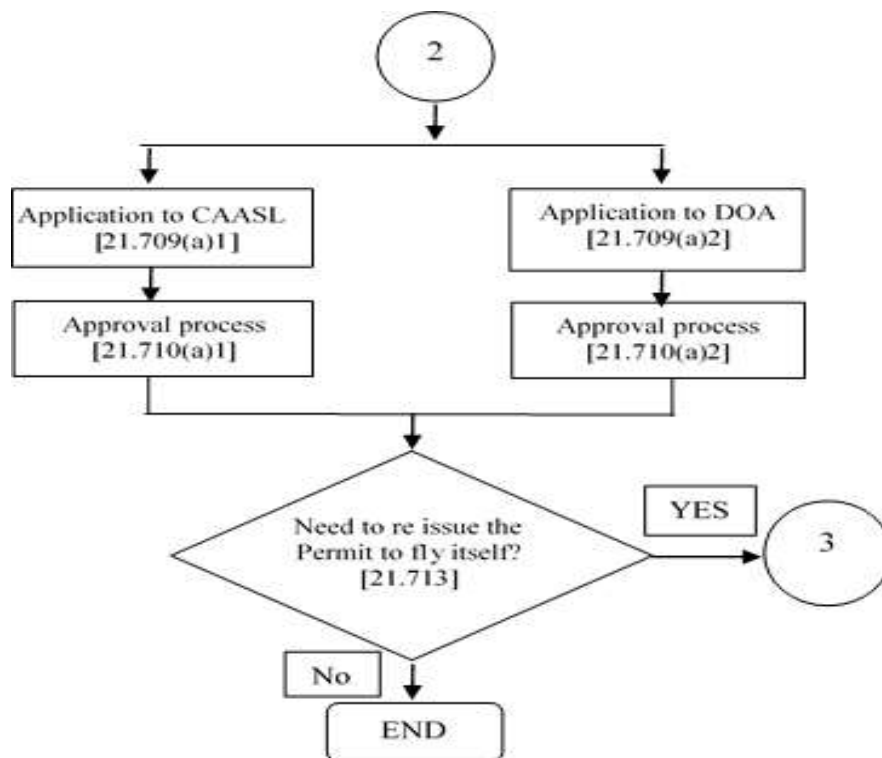 2
Application to CAASL
[21.709(a)1]
Application to DOA
[21.709(a)2]
Approval process
[21.710(a)1]
Approval process
[21.710(a)2]
Need to re issue the
Permit to fly itself?
[21.713]
YES
3
No
END